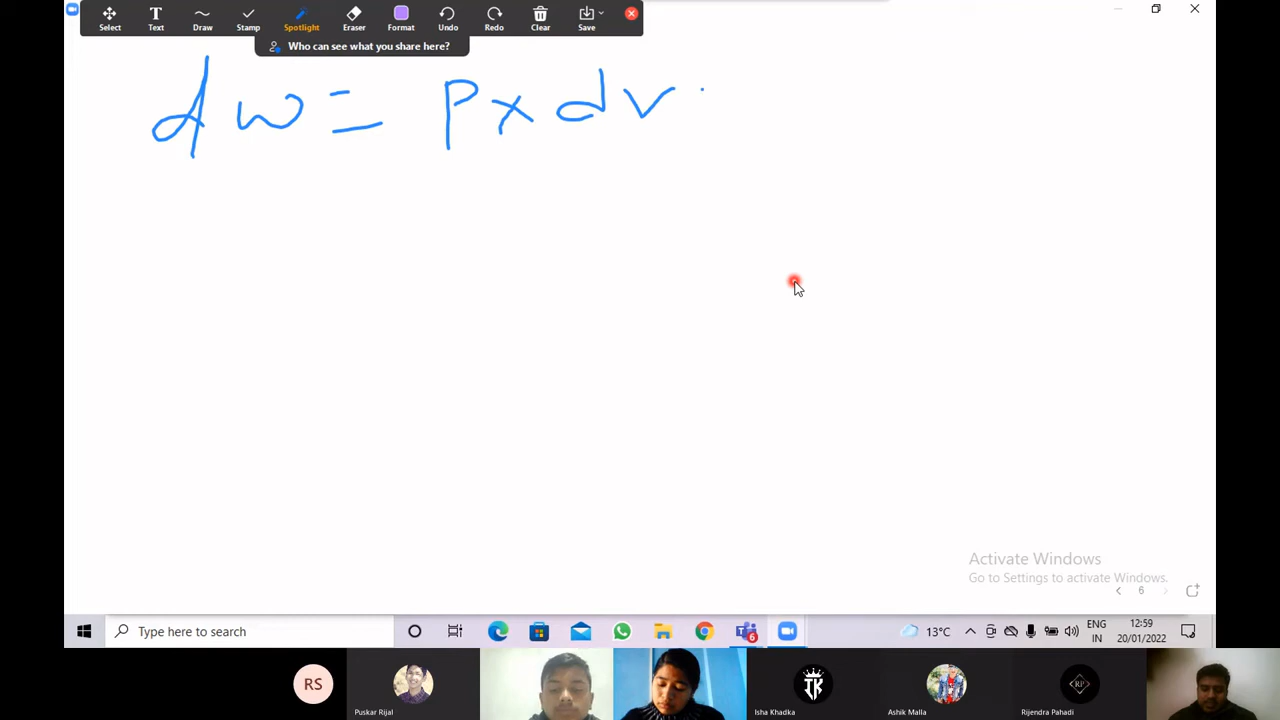 Select Text Draw Stamp Spotlight Eraser Format Undo Redo Clear Save
Who can see what you share here?
dw = P x dv .
Activate Windows
Go to Settings to activate Windows.
6
Type here to search
6
13°C
ENG
IN
12:59
20/01/2022
RS
Puskar Rijal
Isha Khadka
Ashik Malla
RP
Rijendra Pahadi